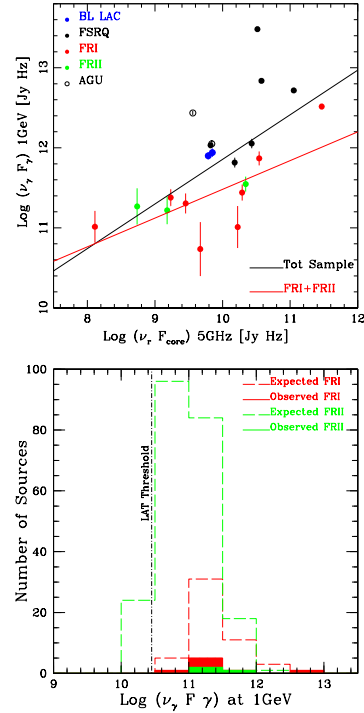 BL LAC
FSRQ
FRI
FRII
AGU
Log (νγ Fγ) 1GeV [Jy Hz]
13
12
11
10
Tot Sample
FRI+FRII
8 9 10 11 12
Log (νr Fcore) 5GHz [Jy Hz]
100
80
60
40
20
0
Number of Sources
LAT Threshold
Expected FRI
Observed FRI
Expected FRII
Observed FRII
9 10 11 12 13 14
Log (νγ F γ) at 1GeV